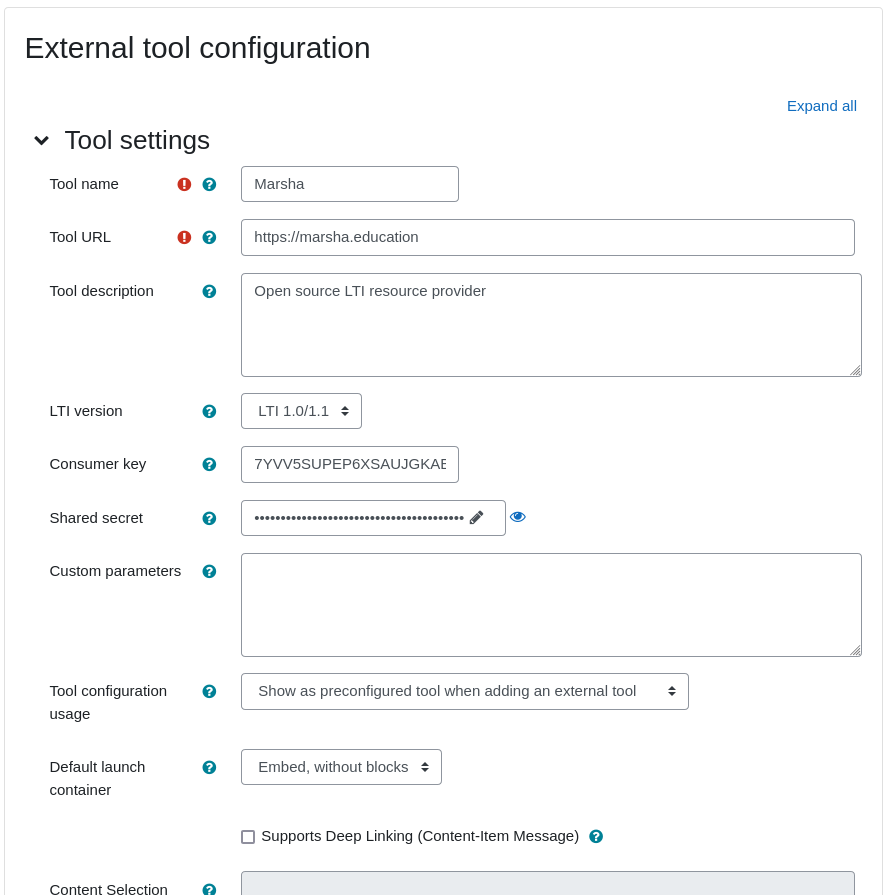 External tool configuration
Expand all
Tool settings
Tool name
Marsha
Tool URL
https://marsha.education
Tool description
Open source LTI resource provider
LTI version
LTI 1.0/1.1
Consumer key
7YVV5SUPEP6XSAUJGKAE
Shared secret
••••••••••••••••••••••••••••••••••••••••
Custom parameters
Tool configuration
usage
Show as preconfigured tool when adding an external tool
Default launch
container
Embed, without blocks
Supports Deep Linking (Content-Item Message)
Content Selection